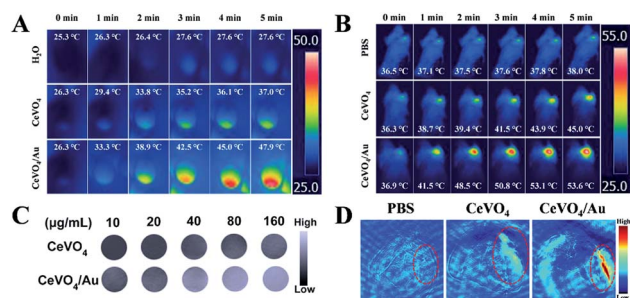 A
0 min 1 min 2 min 3 min 4 min 5 min
H₂O
25.3 °C 26.3 °C 26.4 °C 27.6 °C 27.6 °C 27.6 °C
CeVO₄
26.3 °C 29.4 °C 33.8 °C 35.2 °C 36.1 °C 37.0 °C
CeVO₄/Au
26.3 °C 33.3 °C 38.9 °C 42.5 °C 45.0 °C 47.9 °C
50.0
25.0
B
0 min 1 min 2 min 3 min 4 min 5 min
PBS
36.5 °C 37.1 °C 37.5 °C 37.6 °C 37.8 °C 38.0 °C
CeVO₄
36.3 °C 38.7 °C 39.4 °C 41.5 °C 43.9 °C 45.0 °C
CeVO₄/Au
36.9 °C 41.5 °C 48.5 °C 50.8 °C 53.1 °C 53.6 °C
55.0
25.0
C
(μg/mL) 10 20 40 80 160
CeVO₄
CeVO₄/Au
High
Low
D
PBS CeVO₄ CeVO₄/Au
High
Low